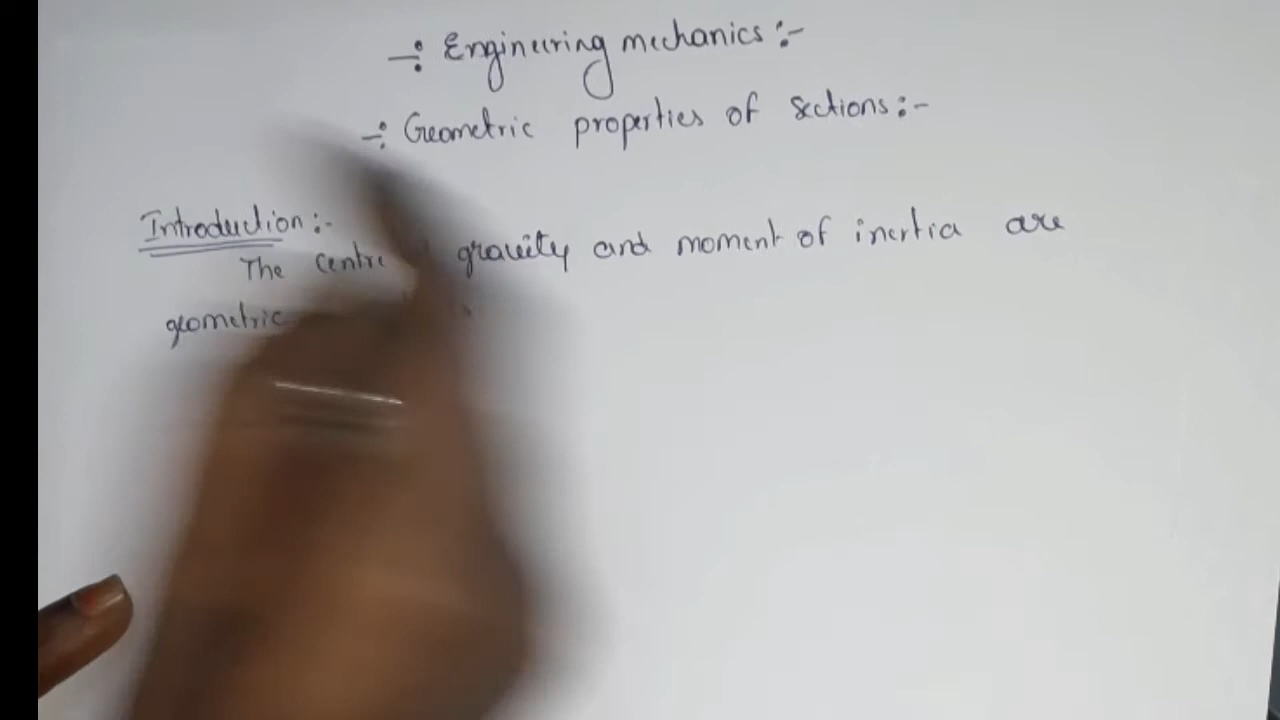 -: Engineering mechanics :-
-: Geometric properties of sections :-
Introduction :-
The centre gravity and moment of inertia are
geometric